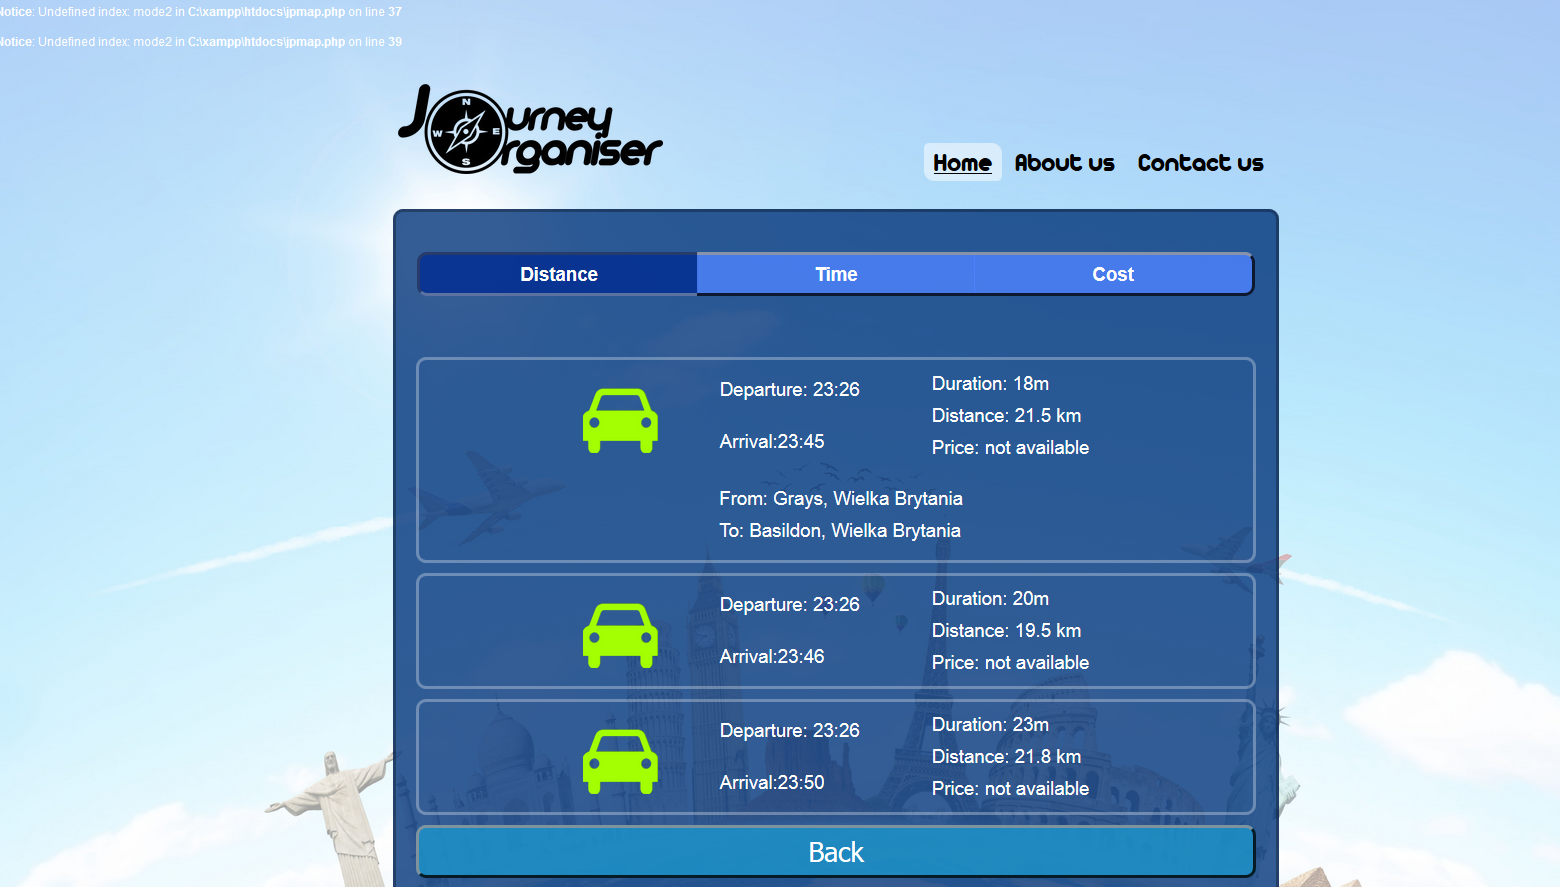 Notice: Undefined index: mode2 in C:\xampp\htdocs\jpmap.php on line 37
Notice: Undefined index: mode2 in C:\xampp\htdocs\jpmap.php on line 39
Journey
Organiser
N
W E
S
Home About us Contact us
Distance Time Cost
Departure: 23:26
Arrival:23:45
Duration: 18m
Distance: 21.5 km
Price: not available
From: Grays, Wielka Brytania
To: Basildon, Wielka Brytania
Departure: 23:26
Arrival:23:46
Duration: 20m
Distance: 19.5 km
Price: not available
Departure: 23:26
Arrival:23:50
Duration: 23m
Distance: 21.8 km
Price: not available
Back